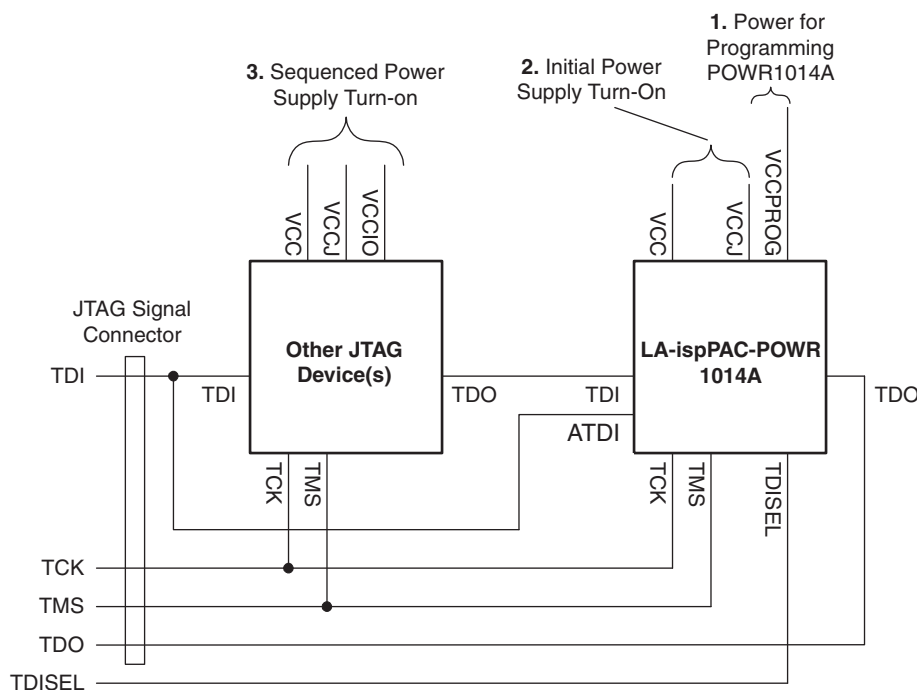 1. Power for
Programming
POWR1014A
2. Initial Power
Supply Turn-On
3. Sequenced Power
Supply Turn-on
VCC
VCCJ
VCCIO
VCC
VCCJ
VCCPROG
JTAG Signal
Connector
Other JTAG
Device(s)
LA-ispPAC-POWR
1014A
TDI
TDI
TDO
TDI
TDO
ATDI
TCK
TMS
TCK
TMS
TDISEL
TCK
TMS
TDO
TDISEL